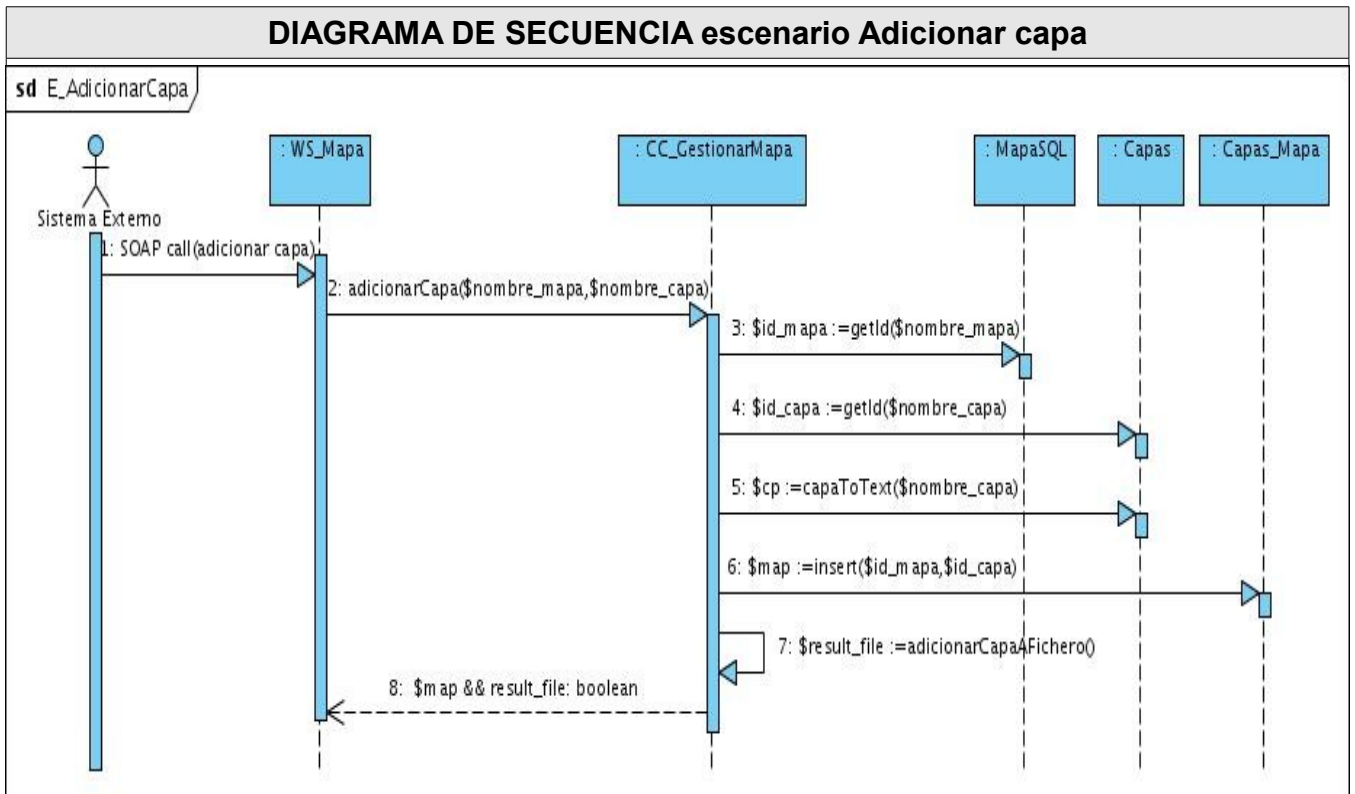 DIAGRAMA DE SECUENCIA escenario Adicionar capa
sd E_AdicionarCapa
: WS_Mapa
: CC_GestionarMapa
: MapaSQL
: Capas
: Capas_Mapa
Sistema Externo
1: SOAP call(adicionar capa)
2: adicionarCapa($nombre_mapa,$nombre_capa)
3: $id_mapa :=getId($nombre_mapa)
4: $id_capa :=getId($nombre_capa)
5: $cp :=capaToText($nombre_capa)
6: $map :=insert($id_mapa,$id_capa)
7: $result_file :=adicionarCapaAFichero()
8: $map && result_file: boolean